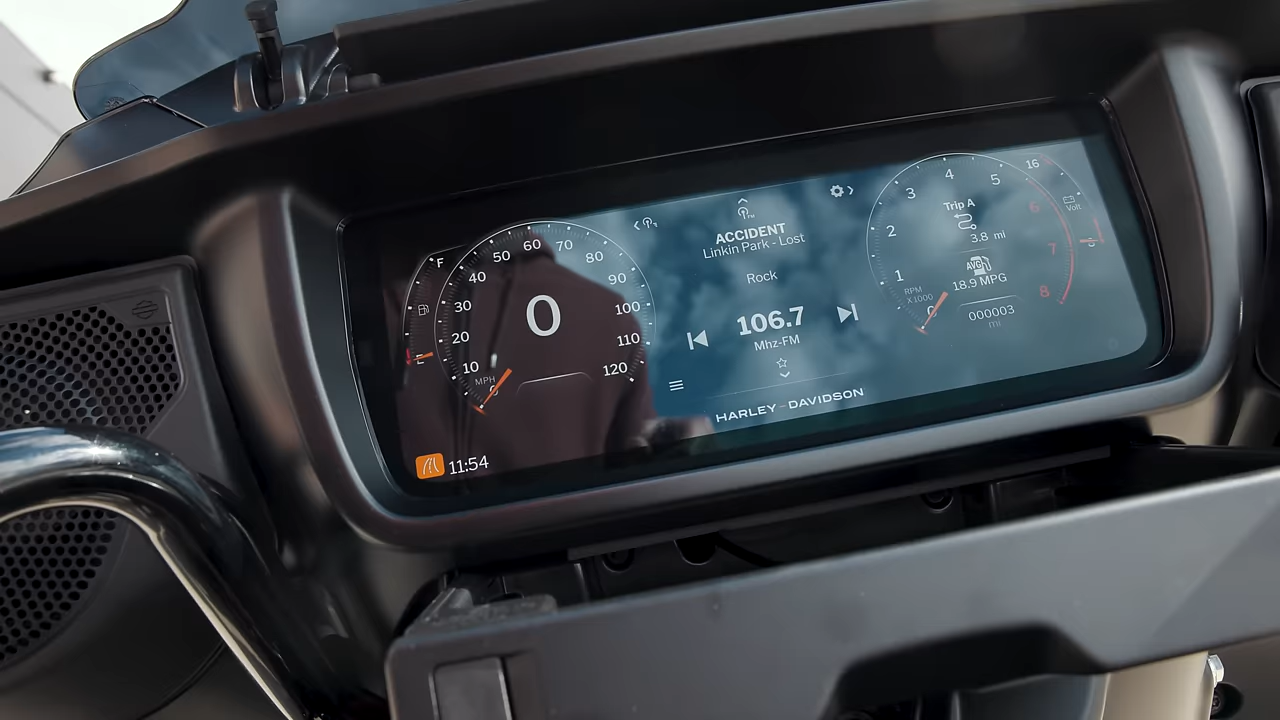 F
E
10
20
30
40
50
60
70
80
90
100
110
120
MPH
0
0
11:54
ACCIDENT
Linkin Park - Lost
Rock
106.7
Mhz-FM
HARLEY-DAVIDSON
0
1
2
3
4
5
6
7
8
RPM
X1000
Trip A
3.8 mi
AVG
18.9 MPG
000003
mi
16
Volt